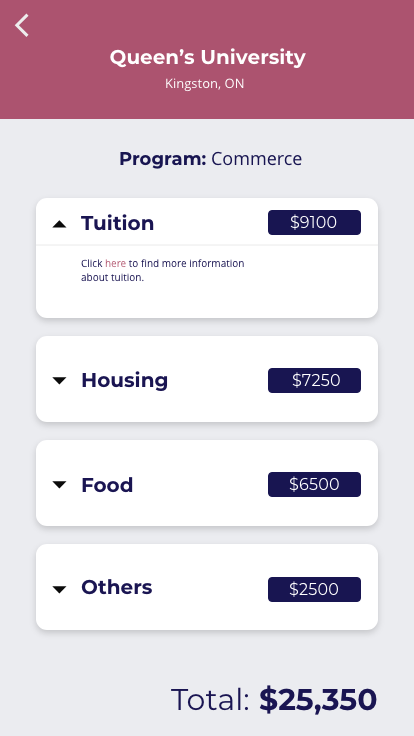 Queen’s University
Kingston, ON
Program: Commerce
Tuition $9100
Click here to find more information
about tuition.
Housing $7250
Food $6500
Others $2500
Total: $25,350